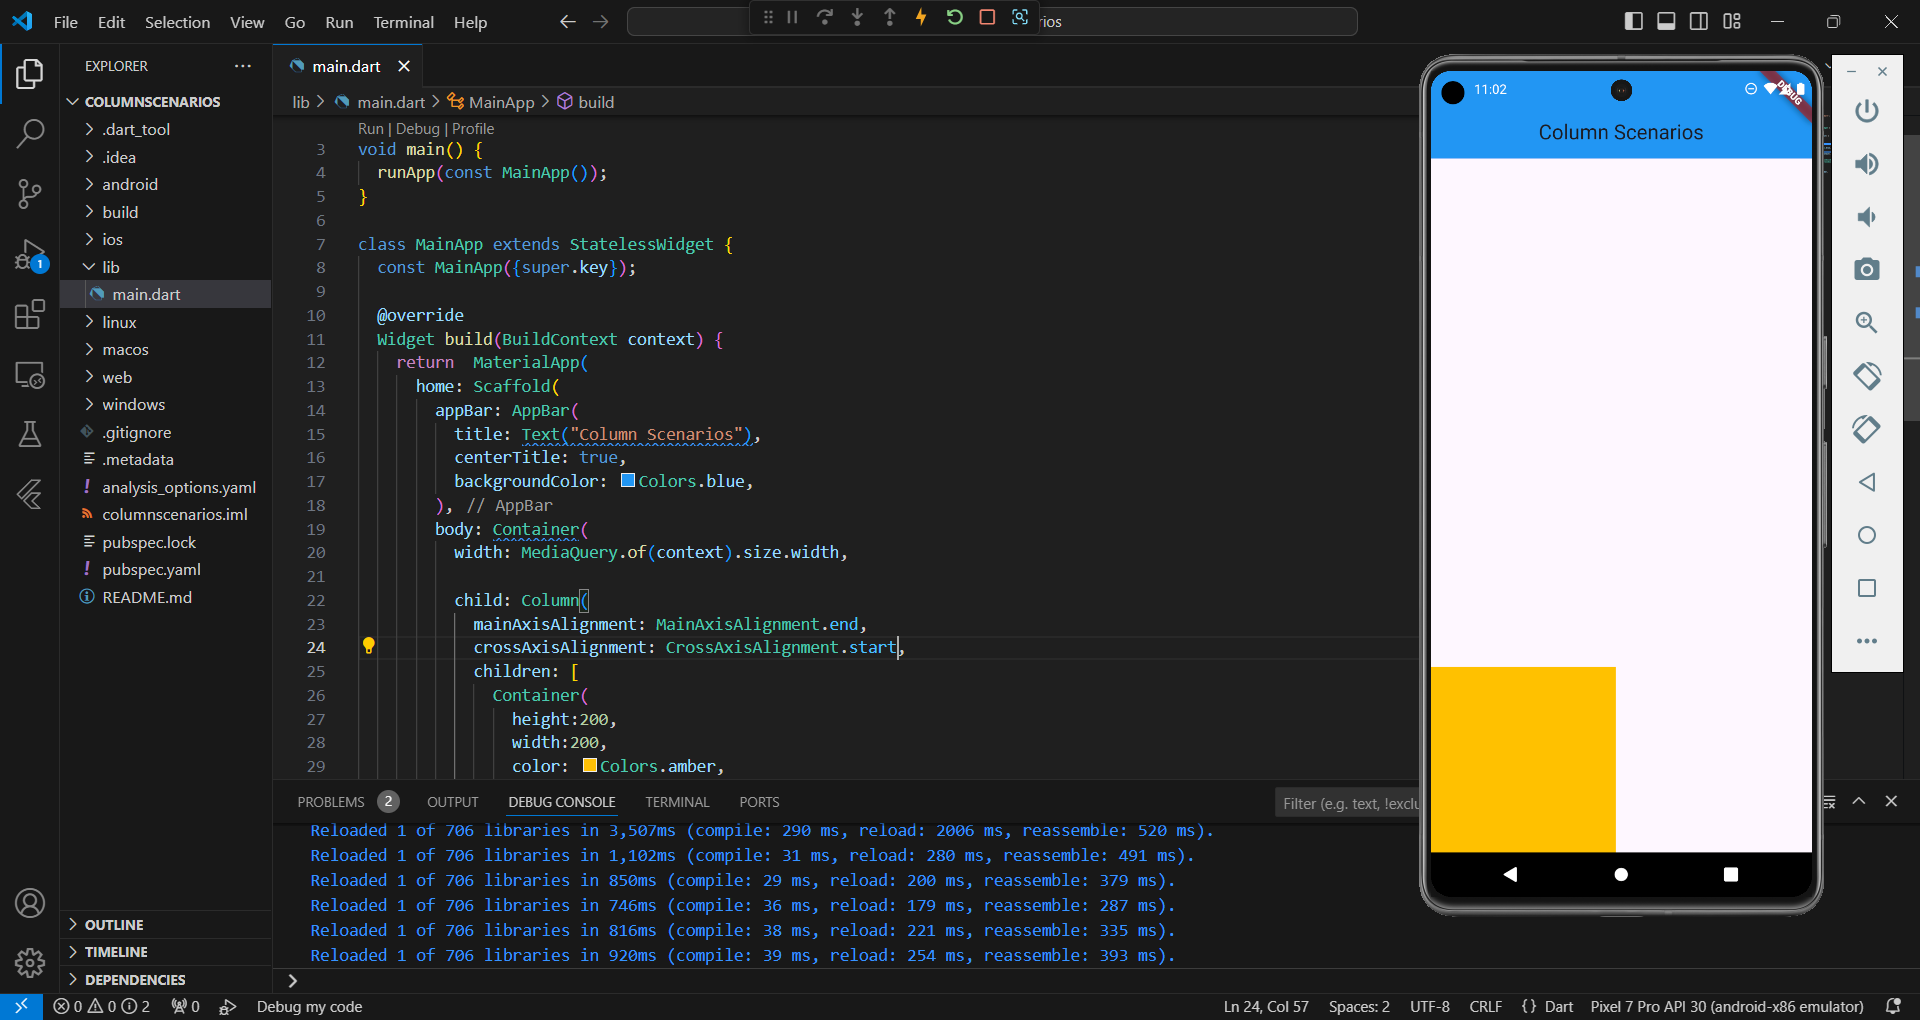 File Edit Selection View Go Run Terminal Help
rios
EXPLORER
COLUMNSCENARIOS
.dart_tool
.idea
android
build
ios
lib
main.dart
linux
macos
web
windows
.gitignore
.metadata
analysis_options.yaml
columnscenarios.iml
pubspec.lock
pubspec.yaml
README.md
OUTLINE
TIMELINE
DEPENDENCIES
1
main.dart
lib > main.dart > MainApp > build
Run | Debug | Profile
3 void main() {
4 runApp(const MainApp());
5 }
6
7 class MainApp extends StatelessWidget {
8 const MainApp({super.key});
9
10 @override
11 Widget build(BuildContext context) {
12 return MaterialApp(
13 home: Scaffold(
14 appBar: AppBar(
15 title: Text("Column Scenarios"),
16 centerTitle: true,
17 backgroundColor: Colors.blue,
18 ), // AppBar
19 body: Container(
20 width: MediaQuery.of(context).size.width,
21
22 child: Column(
23 mainAxisAlignment: MainAxisAlignment.end,
24 crossAxisAlignment: CrossAxisAlignment.start,
25 children: [
26 Container(
27 height:200,
28 width:200,
29 color: Colors.amber,
PROBLEMS 2 OUTPUT DEBUG CONSOLE TERMINAL PORTS
Filter (e.g. text, !exclu
Reloaded 1 of 706 libraries in 3,507ms (compile: 290 ms, reload: 2006 ms, reassemble: 520 ms).
Reloaded 1 of 706 libraries in 1,102ms (compile: 31 ms, reload: 280 ms, reassemble: 491 ms).
Reloaded 1 of 706 libraries in 850ms (compile: 29 ms, reload: 200 ms, reassemble: 379 ms).
Reloaded 1 of 706 libraries in 746ms (compile: 36 ms, reload: 179 ms, reassemble: 287 ms).
Reloaded 1 of 706 libraries in 816ms (compile: 38 ms, reload: 221 ms, reassemble: 335 ms).
Reloaded 1 of 706 libraries in 920ms (compile: 39 ms, reload: 254 ms, reassemble: 393 ms).
11:02
DEBUG
Column Scenarios
0 0 2 0 Debug my code
Ln 24, Col 57 Spaces: 2 UTF-8 CRLF {} Dart Pixel 7 Pro API 30 (android-x86 emulator)